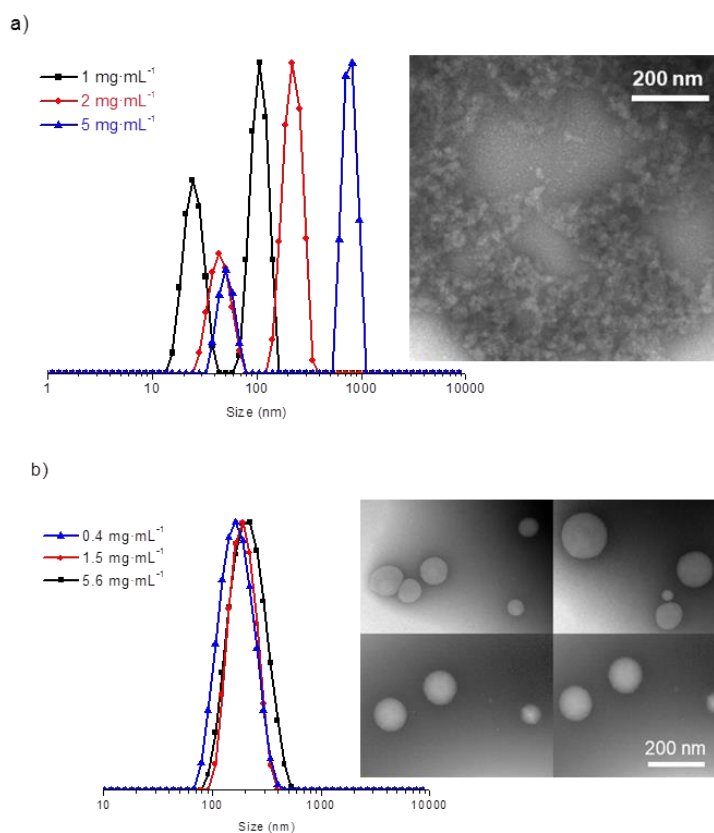 a)
1 mg·mL⁻¹
2 mg·mL⁻¹
5 mg·mL⁻¹
200 nm
1 10 100 1000 10000
Size (nm)
b)
0.4 mg·mL⁻¹
1.5 mg·mL⁻¹
5.6 mg·mL⁻¹
200 nm
10 100 1000 10000
Size (nm)